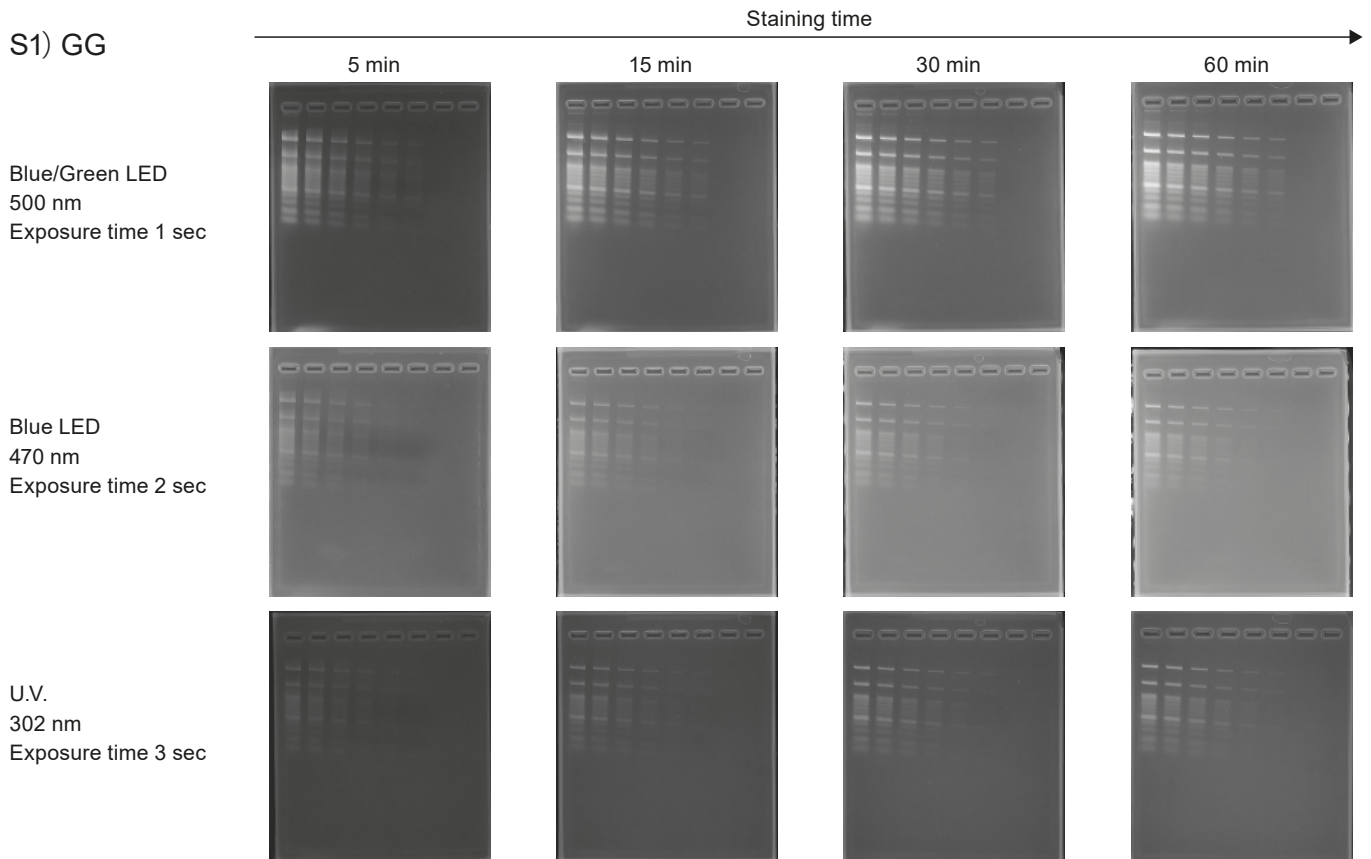 Staining time
S1) GG
5 min
15 min
30 min
60 min
Blue/Green LED
500 nm
Exposure time 1 sec
Blue LED
470 nm
Exposure time 2 sec
U.V.
302 nm
Exposure time 3 sec